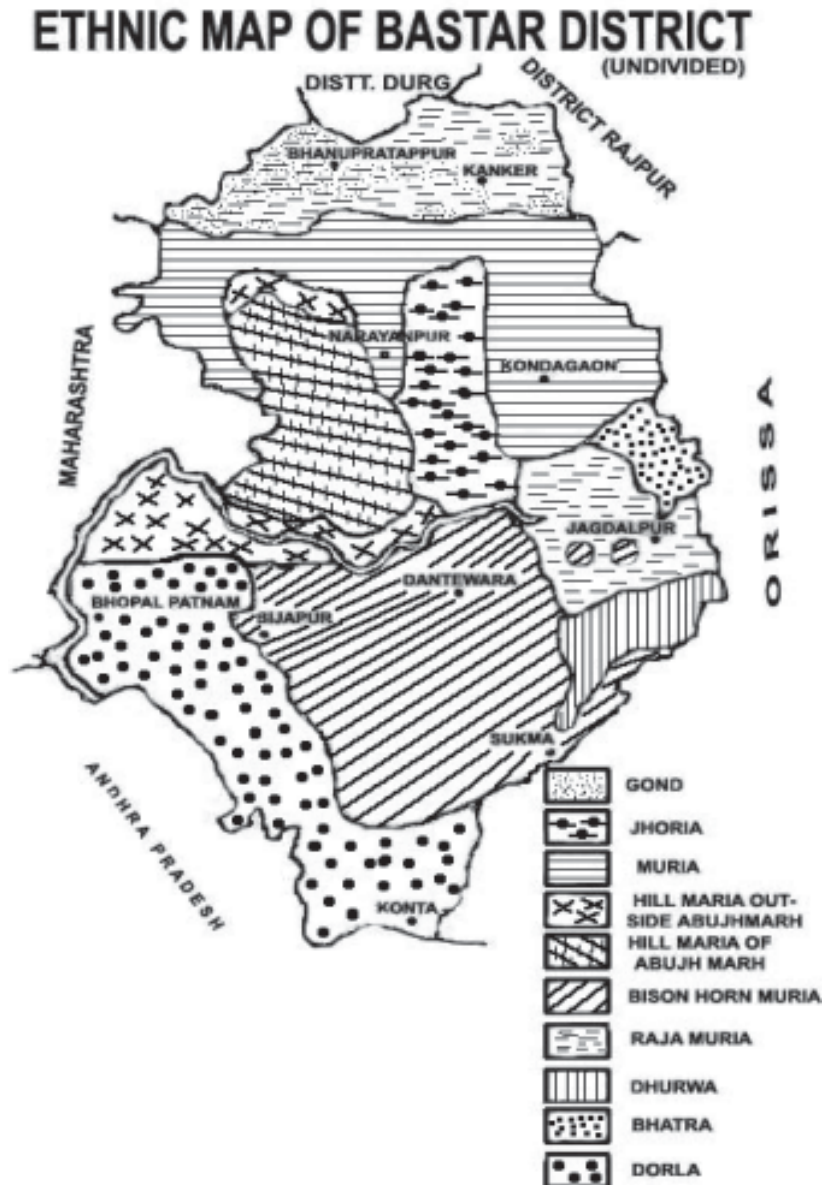 ETHNIC MAP OF BASTAR DISTRICT
(UNDIVIDED)
DISTT. DURG
DISTRICT RAJPUR
BHANUPRATAPPUR
KANKER
MAHARASHTRA
NARAYANPUR
KONDAGAON
ORISSA
JAGDALPUR
DANTEWARA
BHOPAL PATNAM
BIJAPUR
SUKMA
ANDHRA PRADESH
KONTA
GOND
JHORIA
MURIA
HILL MARIA OUT-
SIDE ABUJHMARH
HILL MARIA OF
ABUJH MARH
BISON HORN MURIA
RAJA MURIA
DHURWA
BHATRA
DORLA